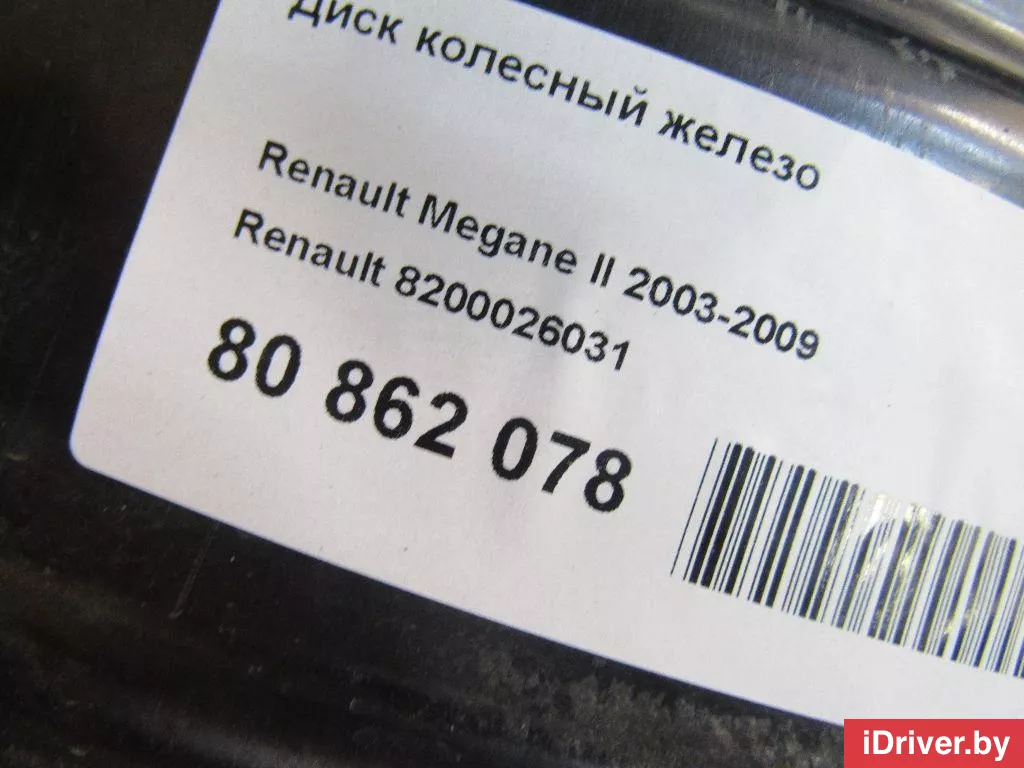 Диск колесный железо
Renault Megane II 2003-2009
Renault 8200026031
80 862 078
iDriver.by